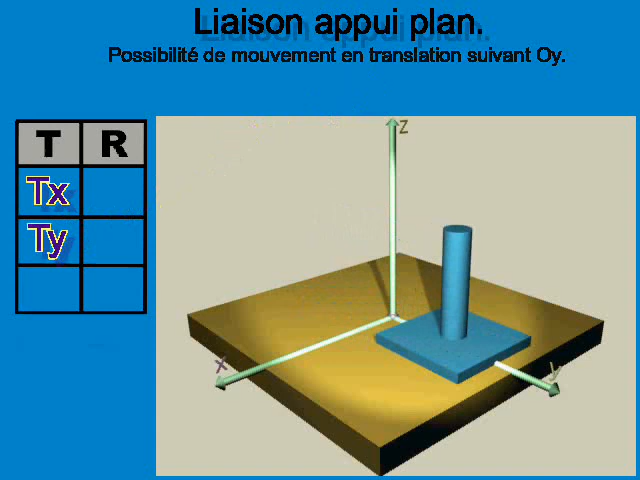 Liaison appui plan.
Possibilité de mouvement en translation suivant Oy.
T R
Tx
Ty
Z
X
Y